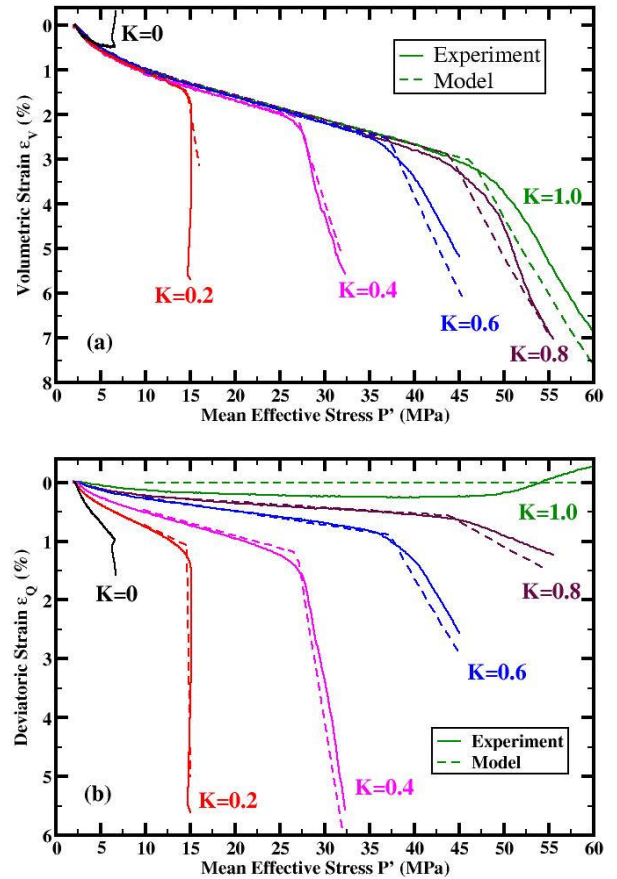 0
1
2
3
4
5
6
7
8
Volumetric Strain ε_V (%)
K=0
Experiment
Model
K=1.0
K=0.2
K=0.4
K=0.6
K=0.8
(a)
0 5 10 15 20 25 30 35 40 45 50 55 60
Mean Effective Stress P' (MPa)
0
1
2
3
4
5
6
Deviatoric Strain ε_Q (%)
K=1.0
K=0
K=0.8
K=0.6
Experiment
Model
K=0.2
K=0.4
(b)
0 5 10 15 20 25 30 35 40 45 50 55 60
Mean Effective Stress P' (MPa)